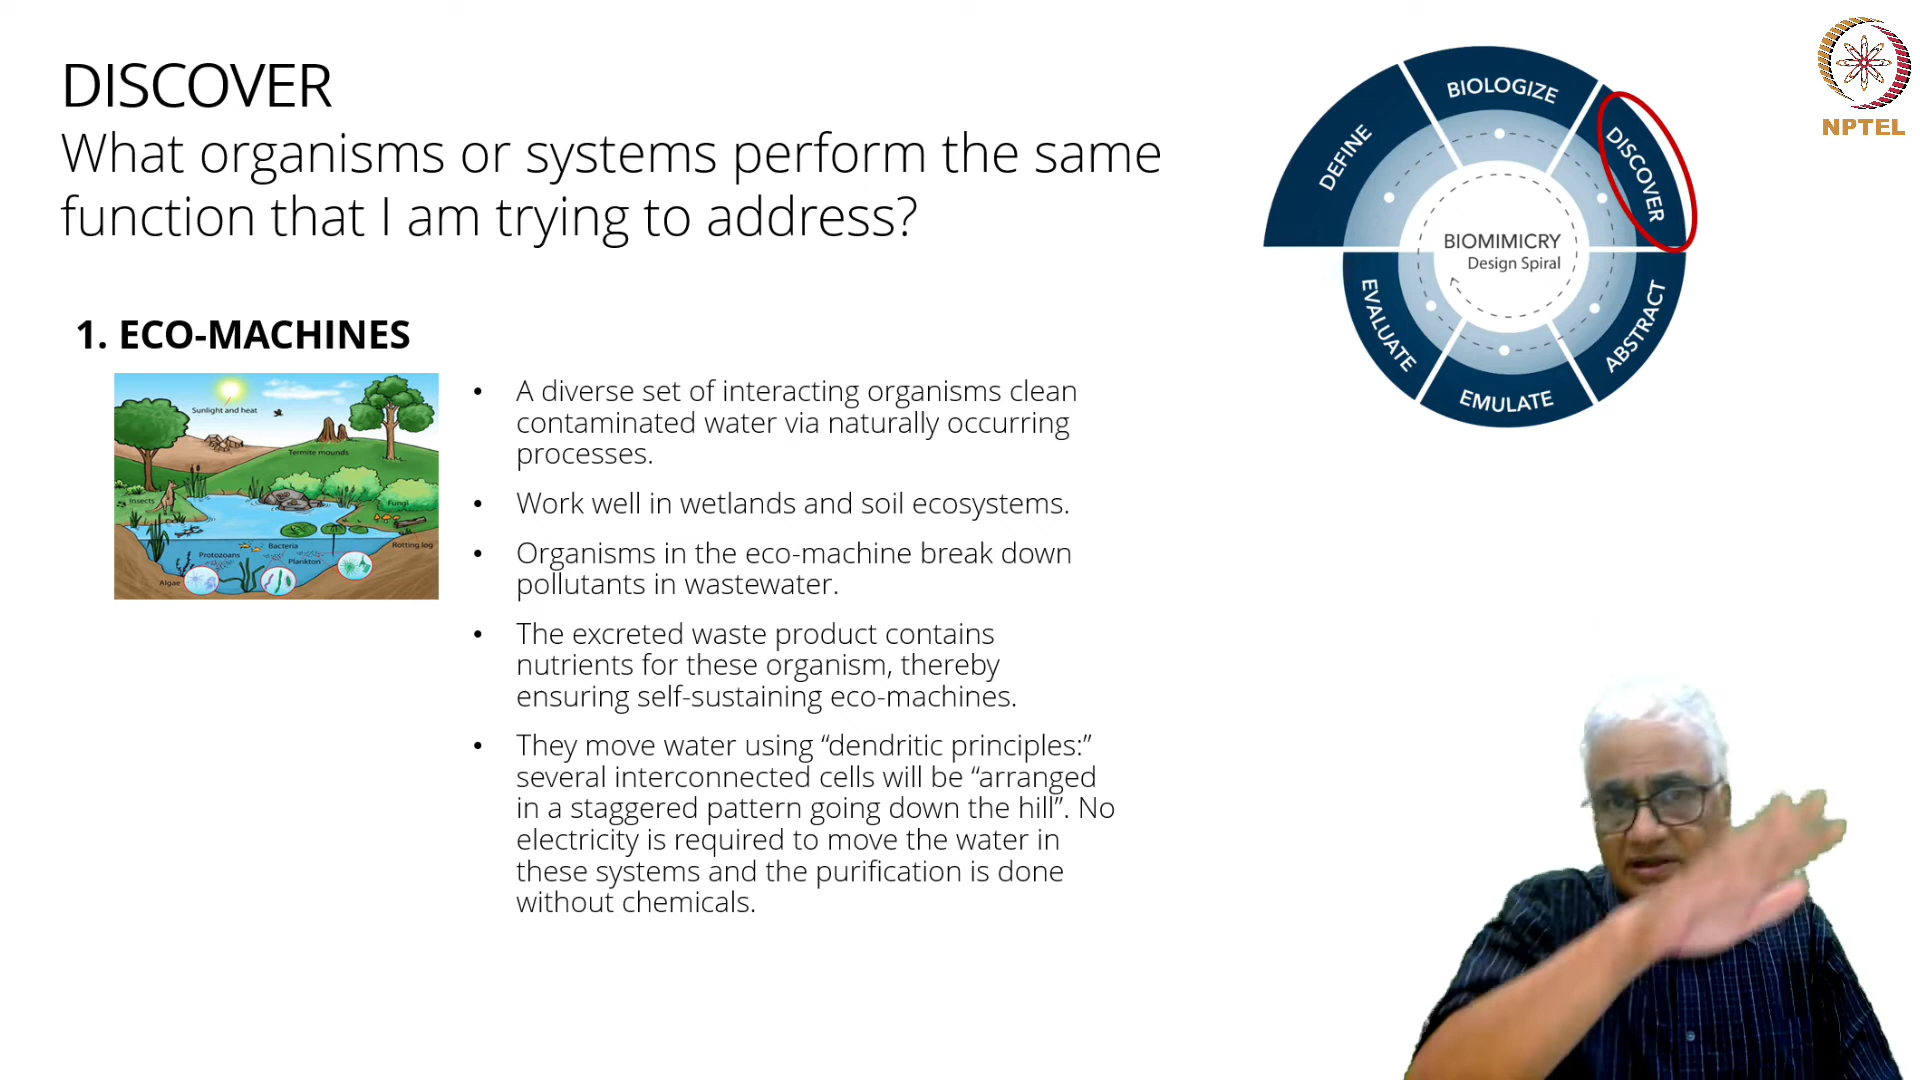 DISCOVER
What organisms or systems perform the same
function that I am trying to address?
1. ECO-MACHINES
Sunlight and heat
Termite mounds
Insects
Fungi
Rotting log
Bacteria
Protozoans
Plankton
Algae
• A diverse set of interacting organisms clean
contaminated water via naturally occurring
processes.
• Work well in wetlands and soil ecosystems.
• Organisms in the eco-machine break down
pollutants in wastewater.
• The excreted waste product contains
nutrients for these organism, thereby
ensuring self-sustaining eco-machines.
• They move water using “dendritic principles:”
several interconnected cells will be “arranged
in a staggered pattern going down the hill”. No
electricity is required to move the water in
these systems and the purification is done
without chemicals.
DEFINE
BIOLOGIZE
DISCOVER
ABSTRACT
EMULATE
EVALUATE
BIOMIMICRY
Design Spiral
NPTEL